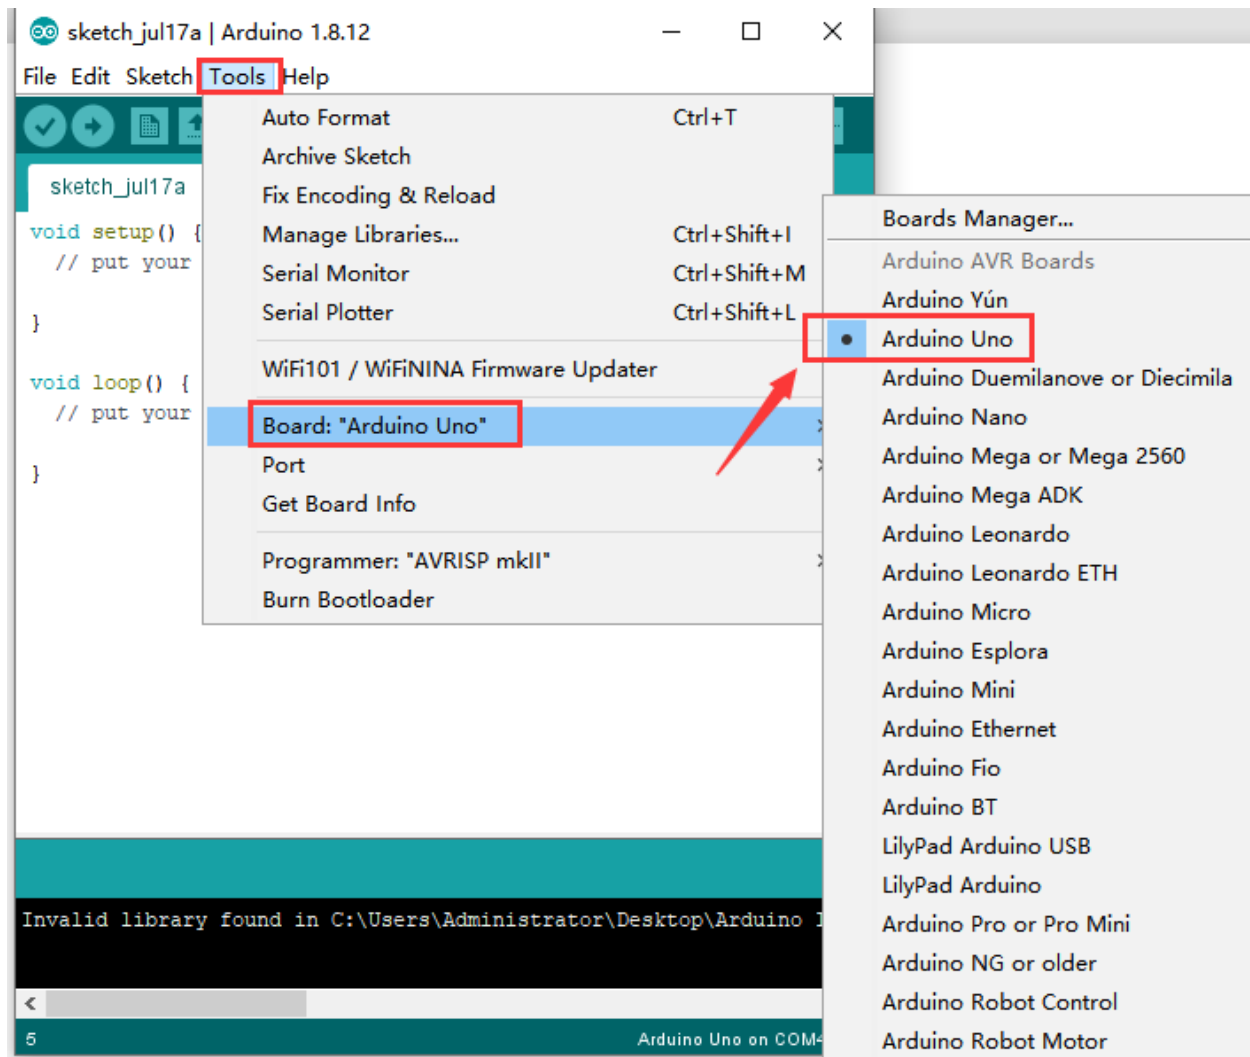 sketch_jul17a | Arduino 1.8.12
File Edit Sketch Tools Help
sketch_jul17a
void setup() {
// put your
}
void loop() {
// put your
}
Auto Format Ctrl+T
Archive Sketch
Fix Encoding & Reload
Manage Libraries... Ctrl+Shift+I
Serial Monitor Ctrl+Shift+M
Serial Plotter Ctrl+Shift+L
WiFi101 / WiFiNINA Firmware Updater
Board: "Arduino Uno"
Port
Get Board Info
Programmer: "AVRISP mkII"
Burn Bootloader
Boards Manager...
Arduino AVR Boards
Arduino Yún
Arduino Uno
Arduino Duemilanove or Diecimila
Arduino Nano
Arduino Mega or Mega 2560
Arduino Mega ADK
Arduino Leonardo
Arduino Leonardo ETH
Arduino Micro
Arduino Esplora
Arduino Mini
Arduino Ethernet
Arduino Fio
Arduino BT
LilyPad Arduino USB
LilyPad Arduino
Arduino Pro or Pro Mini
Arduino NG or older
Arduino Robot Control
Arduino Robot Motor
Invalid library found in C:\Users\Administrator\Desktop\Arduino
5 Arduino Uno on COM4